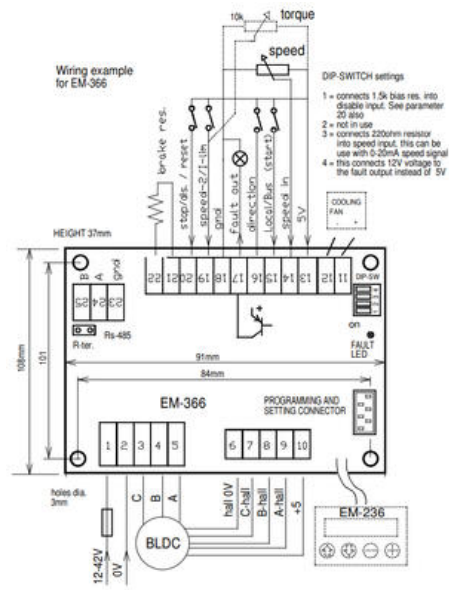 10k
torque
speed
Wiring example
for EM-366
DIP-SWITCH settings
1 = connects 1.5k bias res. into
disable input. See parameter
20 also
2 = not in use
3 = connects 220ohm resistor
into speed input. this can be
use with 0-20mA speed signal
4 = this connects 12V voltage to
the fault output instead of 5V
brake res.
stop/dis. / reset
speed-2/I-lim
gnd
fault out
direction
Local/Bus (start)
speed in
5V
COOLING
FAN
- +
HEIGHT 37mm
B
A
gnd
25
24
23
22
21
20
19
18
17
16
15
14
13
12
11
DIP-SW
1 2 3 4
on
R-ter.
Rs-485
FAULT
LED
108mm
101
91mm
84mm
EM-366
PROGRAMMING AND
SETTING CONNECTOR
1
2
3
4
5
6
7
8
9
10
holes dia.
3mm
C
B
A
hall 0V
C-hall
B-hall
A-hall
+5
BLDC
12-42V
0V
EM-236